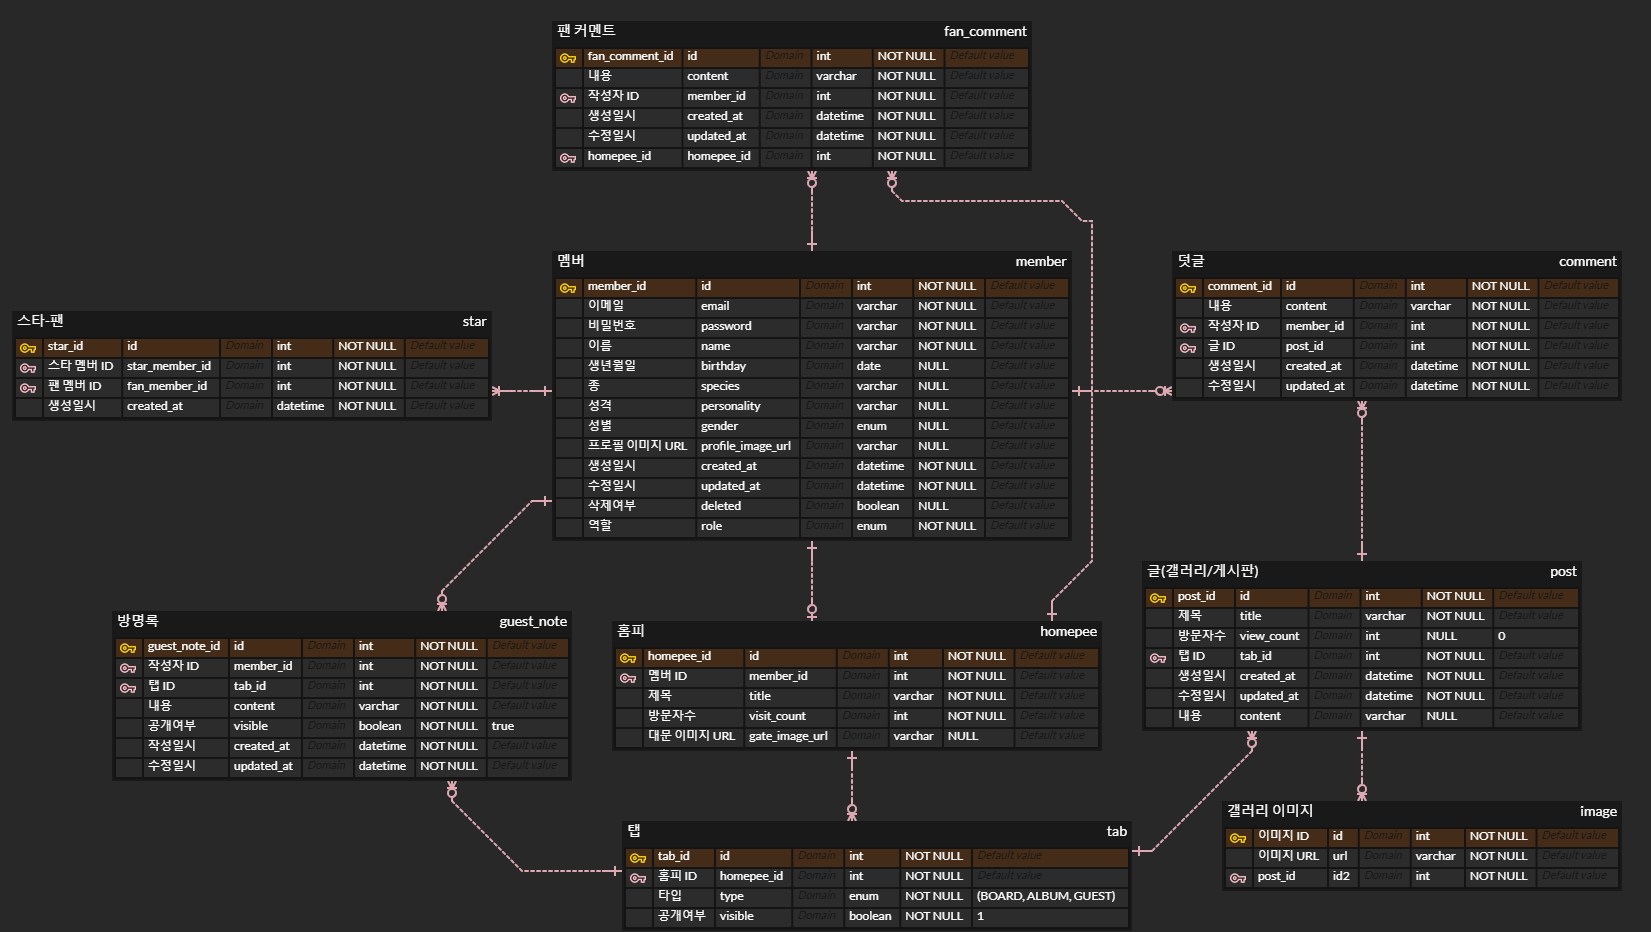 팬 커멘트 fan_comment
fan_comment_id id Domain int NOT NULL Default value
내용 content Domain varchar NOT NULL Default value
작성자 ID member_id Domain int NOT NULL Default value
생성일시 created_at Domain datetime NOT NULL Default value
수정일시 updated_at Domain datetime NOT NULL Default value
homepee_id homepee_id Domain int NOT NULL Default value
멤버 member
member_id id Domain int NOT NULL Default value
이메일 email Domain varchar NOT NULL Default value
비밀번호 password Domain varchar NOT NULL Default value
이름 name Domain varchar NOT NULL Default value
생년월일 birthday Domain date NULL Default value
종 species Domain varchar NULL Default value
성격 personality Domain varchar NULL Default value
성별 gender Domain enum NULL Default value
프로필 이미지 URL profile_image_url Domain varchar NULL Default value
생성일시 created_at Domain datetime NOT NULL Default value
수정일시 updated_at Domain datetime NOT NULL Default value
삭제여부 deleted Domain boolean NULL Default value
역할 role Domain enum NOT NULL Default value
덧글 comment
comment_id id Domain int NOT NULL Default value
내용 content Domain varchar NOT NULL Default value
작성자 ID member_id Domain int NOT NULL Default value
글 ID post_id Domain int NOT NULL Default value
생성일시 created_at Domain datetime NOT NULL Default value
수정일시 updated_at Domain datetime NOT NULL Default value
스타-팬 star
star_id id Domain int NOT NULL Default value
스타 멤버 ID star_member_id Domain int NOT NULL Default value
팬 멤버 ID fan_member_id Domain int NOT NULL Default value
생성일시 created_at Domain datetime NOT NULL Default value
글(갤러리/게시판) post
post_id id Domain int NOT NULL Default value
제목 title Domain varchar NOT NULL Default value
방문자수 view_count Domain int NULL 0
탭 ID tab_id Domain int NOT NULL Default value
생성일시 created_at Domain datetime NOT NULL Default value
수정일시 updated_at Domain datetime NOT NULL Default value
내용 content Domain varchar NULL Default value
방명록 guest_note
guest_note_id id Domain int NOT NULL Default value
작성자 ID member_id Domain int NOT NULL Default value
탭 ID tab_id Domain int NOT NULL Default value
내용 content Domain varchar NOT NULL Default value
공개여부 visible Domain boolean NOT NULL true
작성일시 created_at Domain datetime NOT NULL Default value
수정일시 updated_at Domain datetime NOT NULL Default value
홈피 homepee
homepee_id id Domain int NOT NULL Default value
멤버 ID member_id Domain int NOT NULL Default value
제목 title Domain varchar NOT NULL Default value
방문자수 visit_count Domain int NOT NULL Default value
대문 이미지 URL gate_image_url Domain varchar NULL Default value
갤러리 이미지 image
이미지 ID id Domain int NOT NULL Default value
이미지 URL url Domain varchar NOT NULL Default value
post_id id2 Domain int NOT NULL Default value
탭 tab
tab_id id Domain int NOT NULL Default value
홈피 ID homepee_id Domain int NOT NULL Default value
타입 type Domain enum NOT NULL (BOARD, ALBUM, GUEST)
공개여부 visible Domain boolean NOT NULL 1